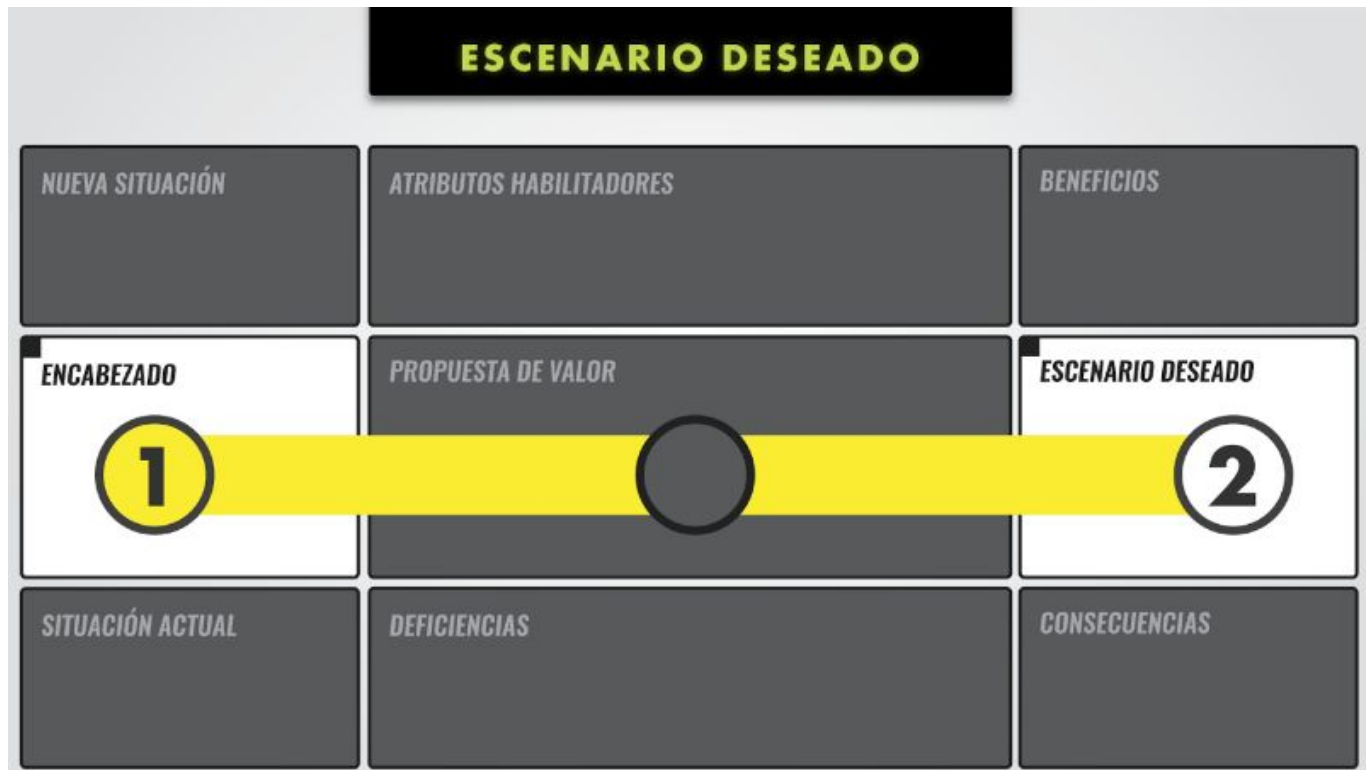 ESCENARIO DESEADO
NUEVA SITUACIÓN
ATRIBUTOS HABILITADORES
BENEFICIOS
ENCABEZADO
PROPUESTA DE VALOR
ESCENARIO DESEADO
1
2
SITUACIÓN ACTUAL
DEFICIENCIAS
CONSECUENCIAS